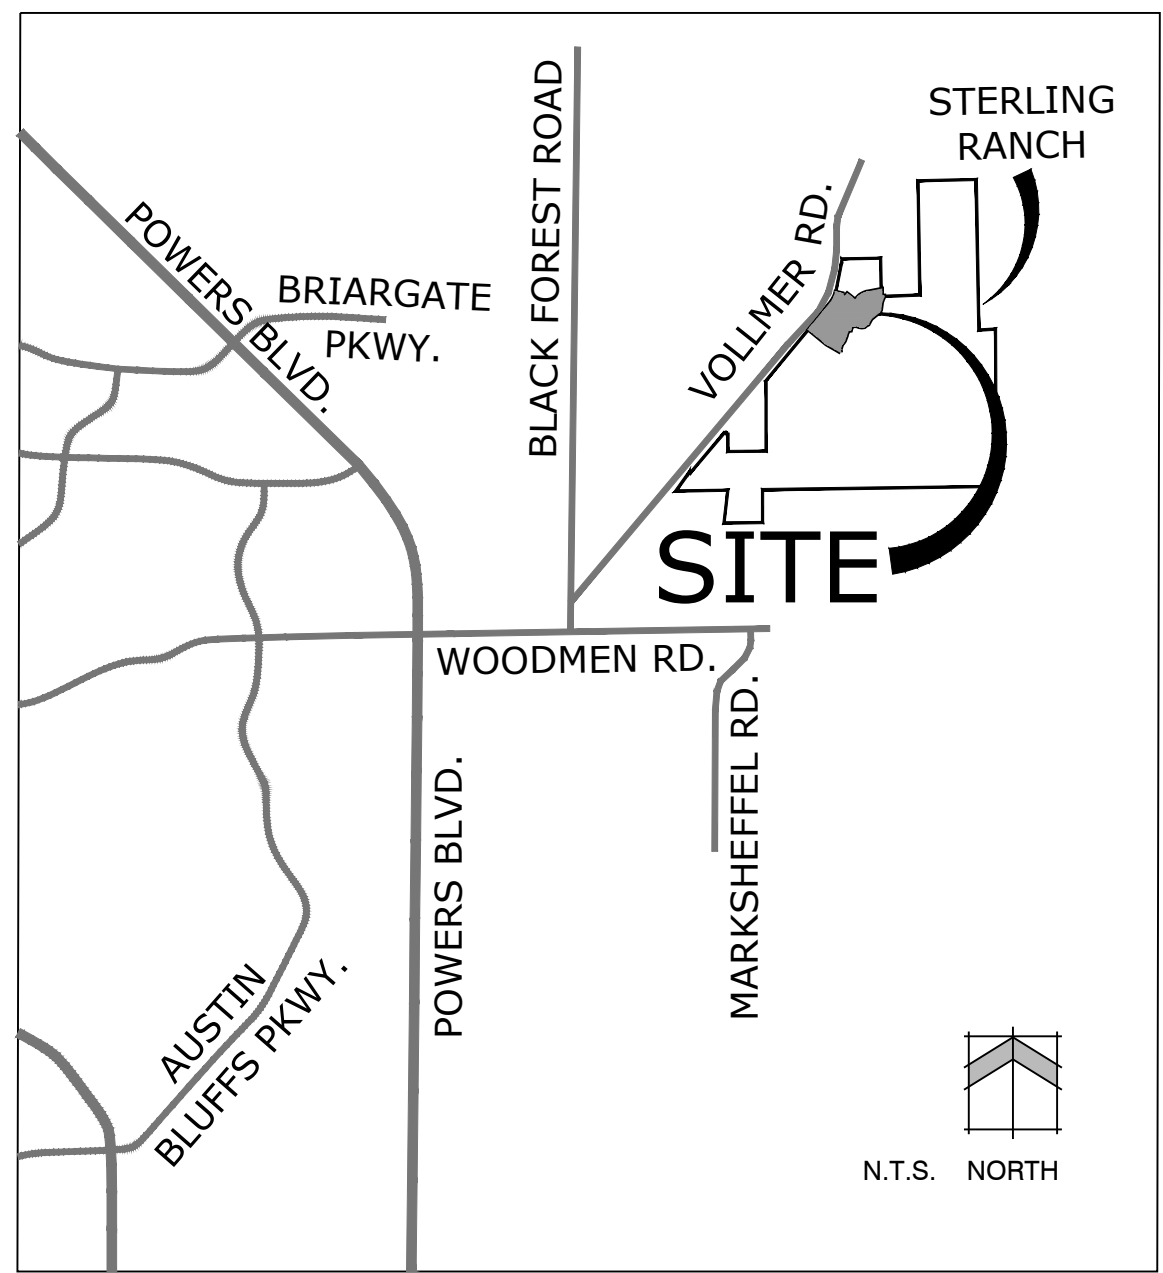 STERLING
RANCH
BLACK FOREST ROAD
VOLLMER RD.
POWERS BLVD.
BRIARGATE
PKWY.
SITE
WOODMEN RD.
MARKSHEFFEL RD.
POWERS BLVD.
AUSTIN
BLUFFS PKWY.
N.T.S. NORTH